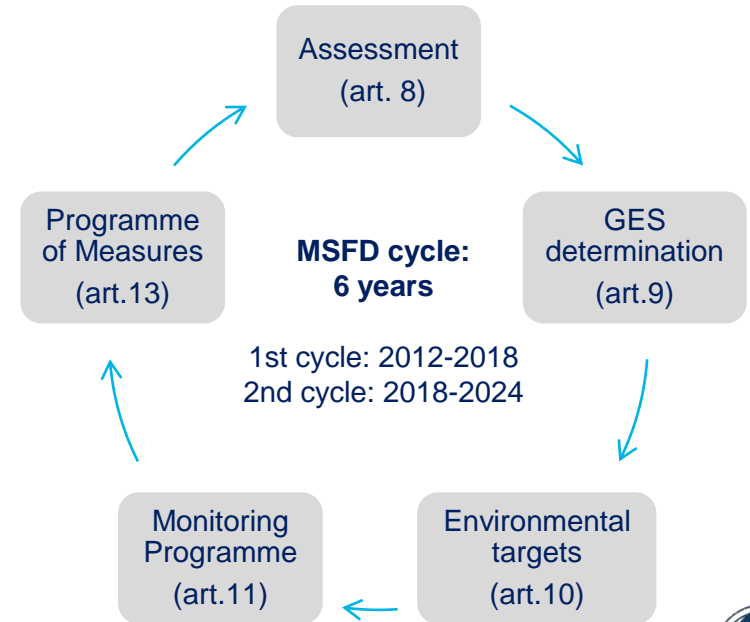 Assessment
(art. 8)
Programme
of Measures
(art.13)
MSFD cycle:
6 years
GES
determination
(art.9)
1st cycle: 2012-2018
2nd cycle: 2018-2024
Monitoring
Programme
(art.11)
Environmental
targets
(art.10)